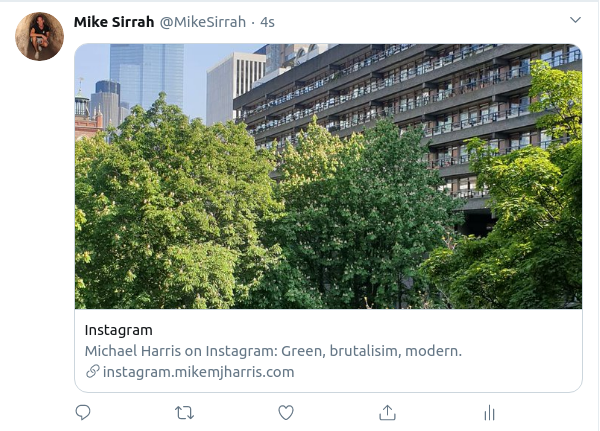 Mike Sirrah @MikeSirrah · 4s
Instagram
Michael Harris on Instagram: Green, brutalisim, modern.
instagram.mikemjharris.com